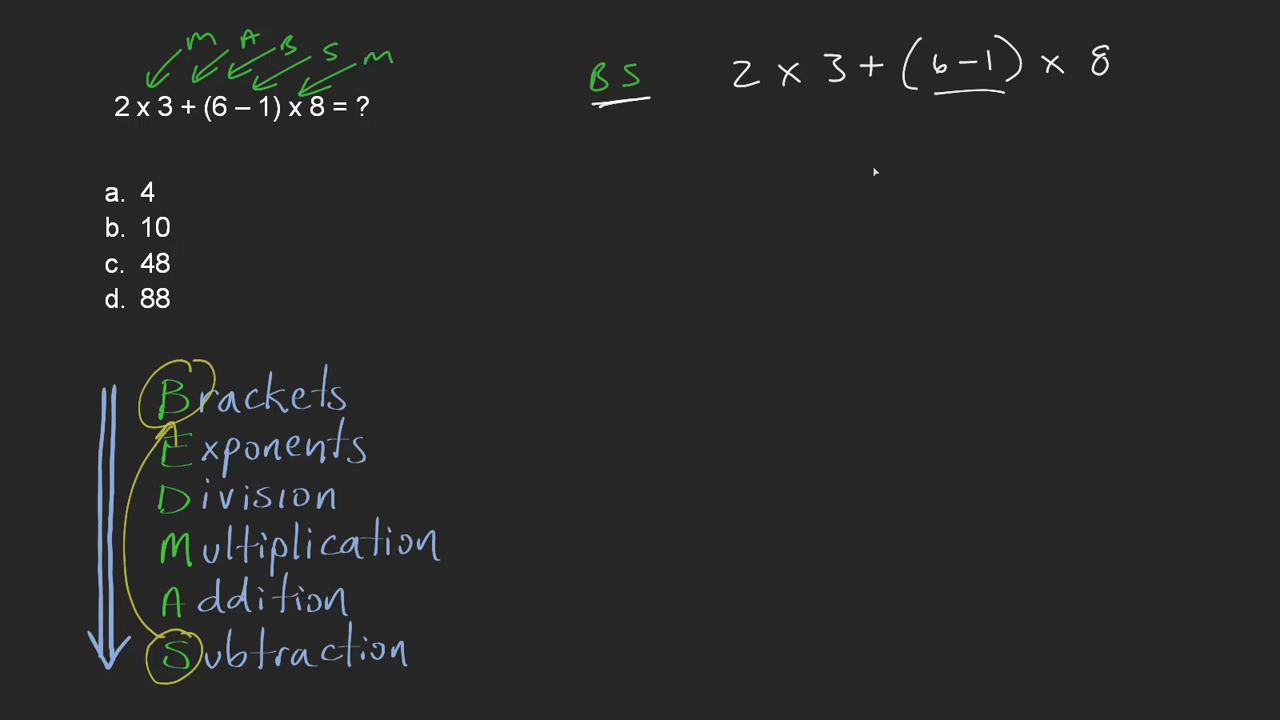 M A B S M
2 x 3 + (6 – 1) x 8 = ?
B S
2 x 3 + (6 - 1) x 8
a. 4
b. 10
c. 48
d. 88
Brackets
Exponents
Division
Multiplication
Addition
Subtraction